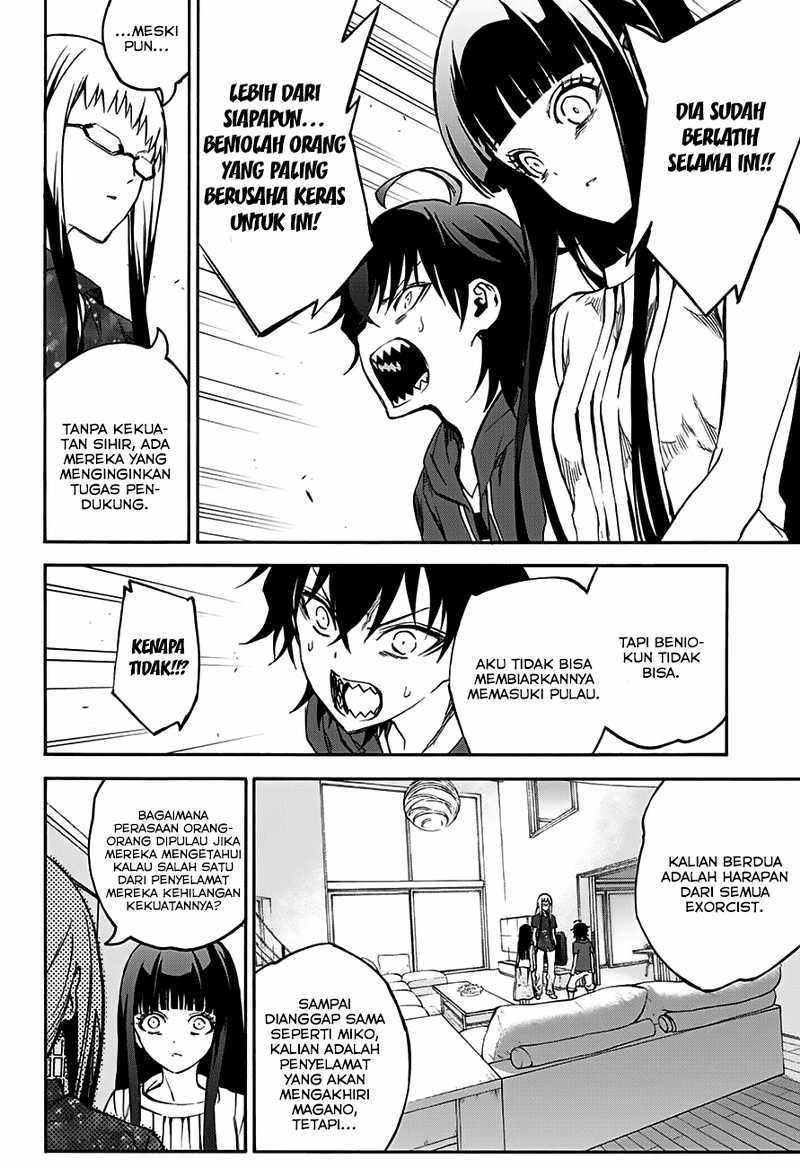 DIA SUDAH
BERLATIH
SELAMA INI!!
LEBIH DARI
SIAPAPUN...
BENIOLAH ORANG
YANG PALING
BERUSAHA KERAS
UNTUK INI!
...MESKI
PUN...
TANPA KEKUA-
TAN SIHIR, ADA
MEREKA YANG
MENGINGINKAN
TUGAS PEN-
DUKUNG.
TAPI BENIO-
KUN TIDAK
BISA.
AKU TIDAK BISA
MEMBIARKANNYA
MEMASUKI PULAU.
KENAPA
TIDAK!!?
KALIAN BERDUA
ADALAH HARAPAN
DARI SEMUA
EXORCIST.
SAMPAI
DIANGGAP SAMA
SEPERTI MIKO,
KALIAN ADALAH
PENYELAMAT
YANG AKAN
MENGAKHIRI
MAGANO,
TETAPI...
BAGAIMANA
PERASAAN ORANG-
ORANG DIPULAU JIKA
MEREKA MENGETAHUI
KALAU SALAH SATU
DARI PENYELAMAT
MEREKA KEHILANGAN
KEKUATANNYA?